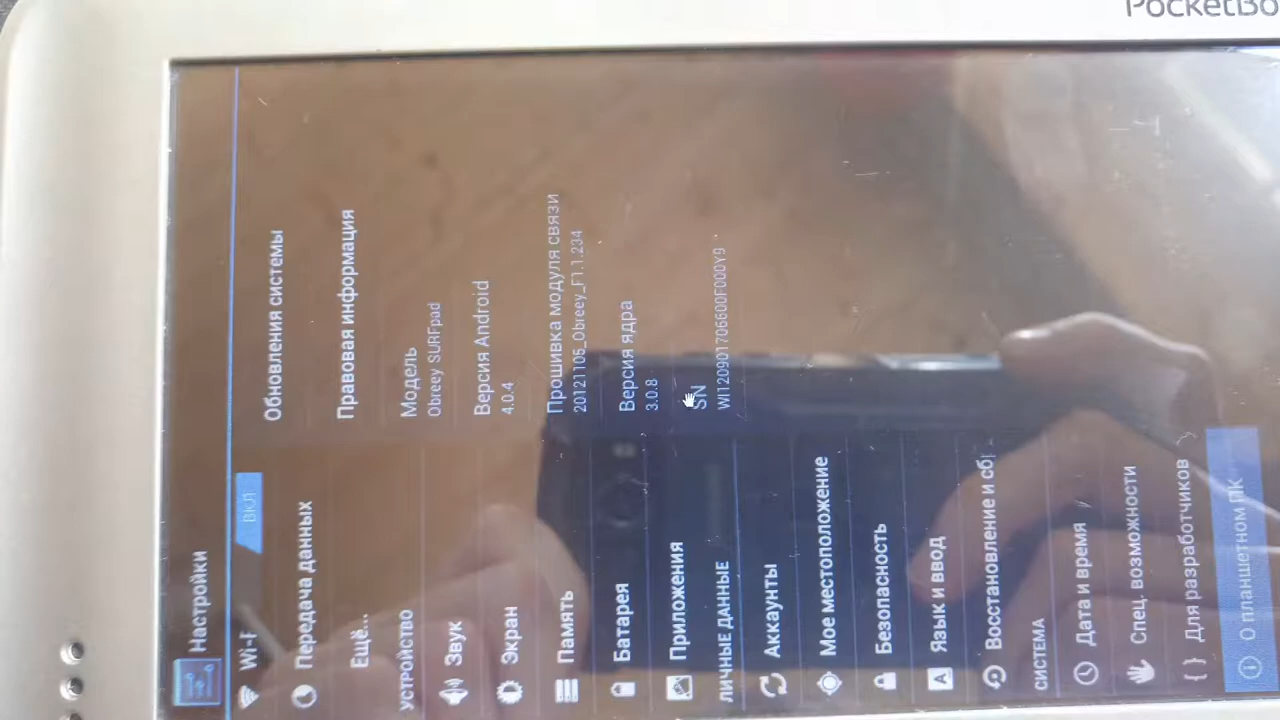 PocketBo
Настройки
Wi-F
ВКЛ
Передача данных
Ещё...
УСТРОЙСТВО
Звук
Экран
Память
Батарея
Приложения
ЛИЧНЫЕ ДАННЫЕ
Аккаунты
Мое местоположение
Безопасность
Язык и ввод
Восстановление и сб
СИСТЕМА
Дата и время
Спец. возможности
Для разработчиков
О планшетном ПК
Обновления системы
Правовая информация
Модель
Obreey SURFpad
Версия Android
4.0.4
Прошивка модуля связи
20121105_Obreey_F1.1.234
Версия ядра
3.0.8
SN
WI120901706600F000Y9